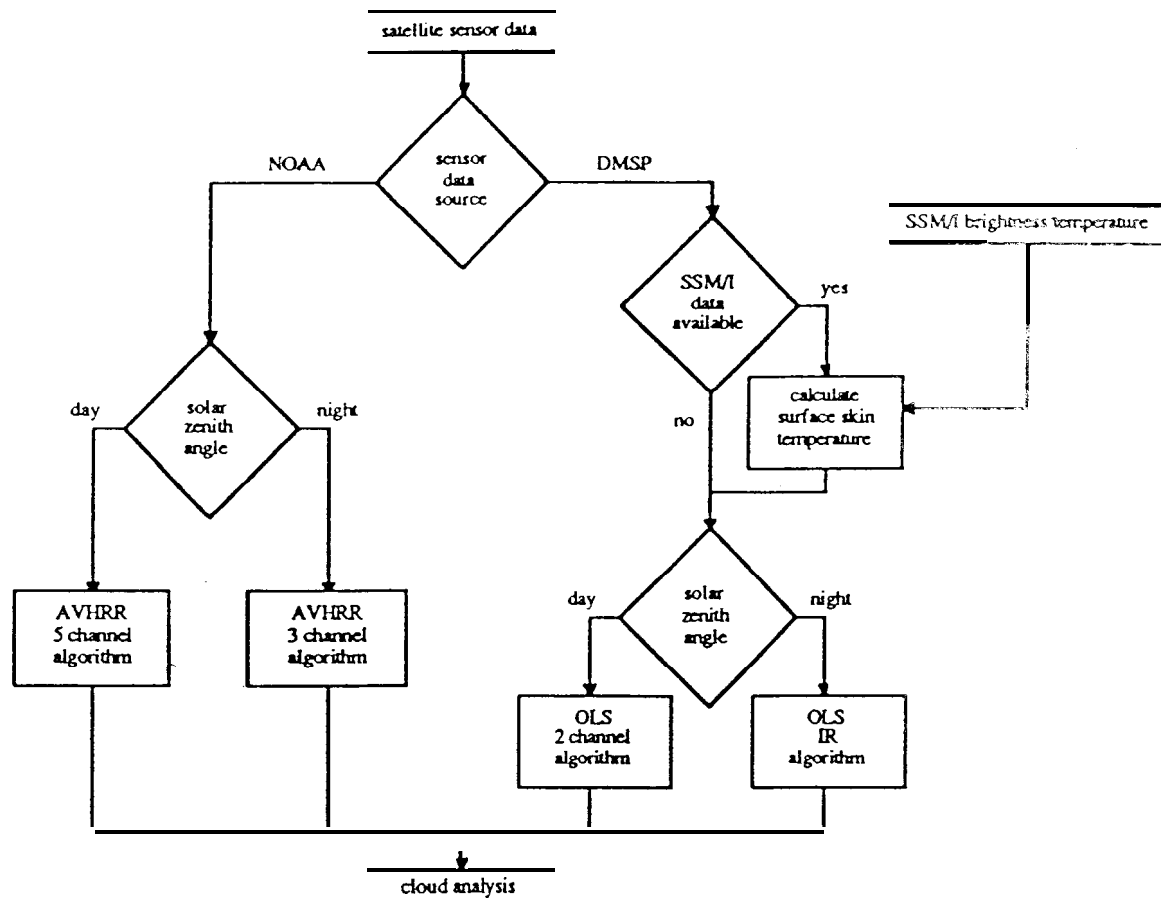 satellite sensor data
NOAA
sensor
data
source
DMSP
SSM/I brightness temperature
SSM/I
data
available
yes
calculate
surface skin
temperature
no
day
solar
zenith
angle
night
AVHRR
5 channel
algorithm
AVHRR
3 channel
algorithm
day
solar
zenith
angle
night
OLS
2 channel
algorithm
OLS
IR
algorithm
cloud analysis